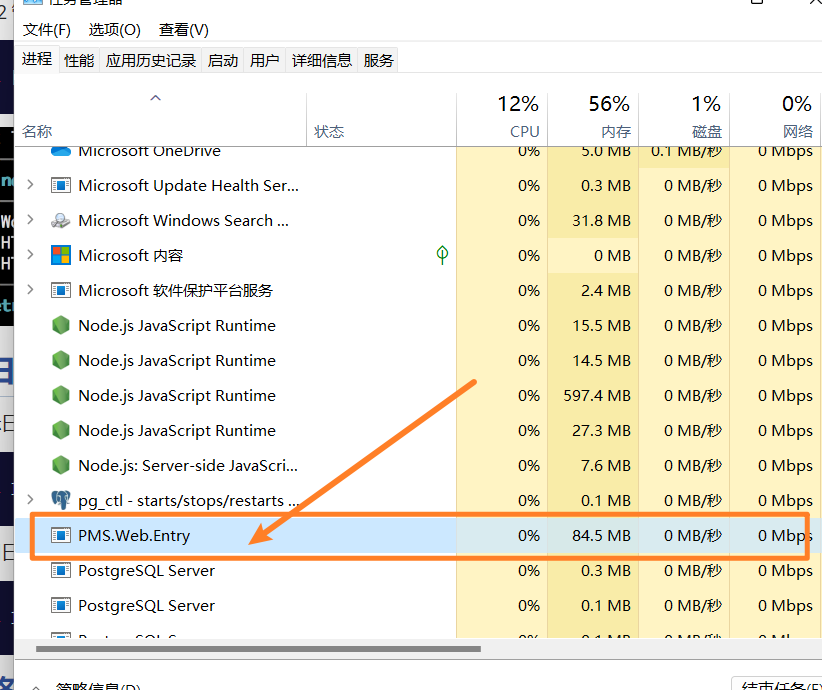 任务管理器
文件(F) 选项(O) 查看(V)
进程 性能 应用历史记录 启动 用户 详细信息 服务
12% 56% 1% 0%
名称 状态 CPU 内存 磁盘 网络
Microsoft OneDrive 0% 5.0 MB 0.1 MB/秒 0 Mbps
Microsoft Update Health Ser... 0% 0.3 MB 0 MB/秒 0 Mbps
Microsoft Windows Search ... 0% 31.8 MB 0 MB/秒 0 Mbps
Microsoft 内容 0% 0 MB 0 MB/秒 0 Mbps
Microsoft 软件保护平台服务 0% 2.4 MB 0 MB/秒 0 Mbps
Node.js JavaScript Runtime 0% 15.5 MB 0 MB/秒 0 Mbps
Node.js JavaScript Runtime 0% 14.5 MB 0 MB/秒 0 Mbps
Node.js JavaScript Runtime 0% 597.4 MB 0 MB/秒 0 Mbps
Node.js JavaScript Runtime 0% 27.3 MB 0 MB/秒 0 Mbps
Node.js: Server-side JavaScri... 0% 7.6 MB 0 MB/秒 0 Mbps
pg_ctl - starts/stops/restarts ... 0% 0.1 MB 0 MB/秒 0 Mbps
PMS.Web.Entry 0% 84.5 MB 0 MB/秒 0 Mbps
PostgreSQL Server 0% 0.3 MB 0 MB/秒 0 Mbps
PostgreSQL Server 0% 0.1 MB 0 MB/秒 0 Mbps
简略信息(D) 结束任务(E)